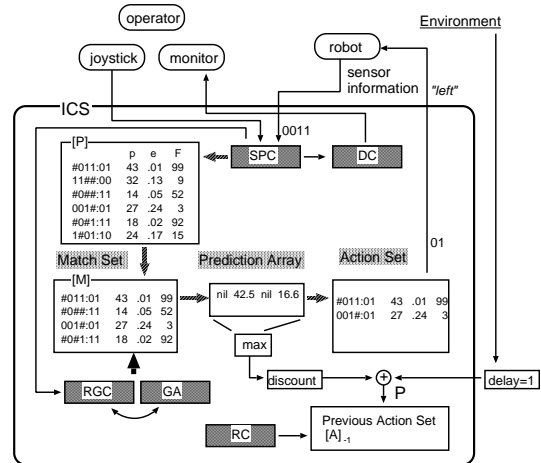 operator
Environment
joystick
monitor
robot
sensor
information
"left"
ICS
0011
[P]
p e F
#011:01 43 .01 99
11##:00 32 .13 9
#0##:11 14 .05 52
001#:01 27 .24 3
#0#1:11 18 .02 92
1#01:10 24 .17 15
SPC
DC
01
Match Set
Prediction Array
Action Set
[M]
#011:01 43 .01 99
#0##:11 14 .05 52
001#:01 27 .24 3
#0#1:11 18 .02 92
nil 42.5 nil 16.6
#011:01 43 .01 99
001#:01 27 .24 3
max
discount
+
P
delay=1
RGC
GA
RC
Previous Action Set
[A]-1